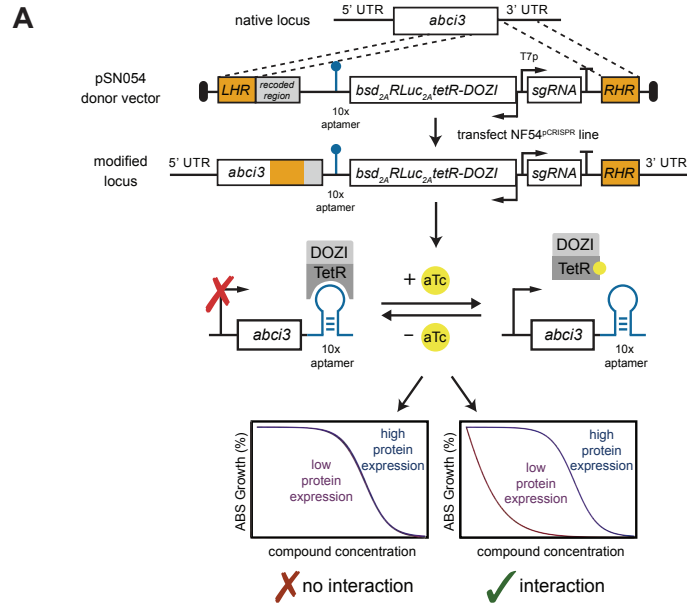 A
native locus
5' UTR
abci3
3' UTR
pSN054
donor vector
LHR
recoded
region
10x
aptamer
bsd2ARLuc2AtetR-DOZI
T7p
sgRNA
RHR
transfect NF54pCRISPR line
modified
locus
5' UTR
abci3
10x
aptamer
bsd2ARLuc2AtetR-DOZI
sgRNA
RHR
3' UTR
DOZI
TetR
abci3
10x
aptamer
+ aTc
− aTc
DOZI
TetR
abci3
10x
aptamer
ABS Growth (%)
low
protein
expression
high
protein
expression
compound concentration
✗ no interaction
ABS Growth (%)
low
protein
expression
high
protein
expression
compound concentration
✓ interaction